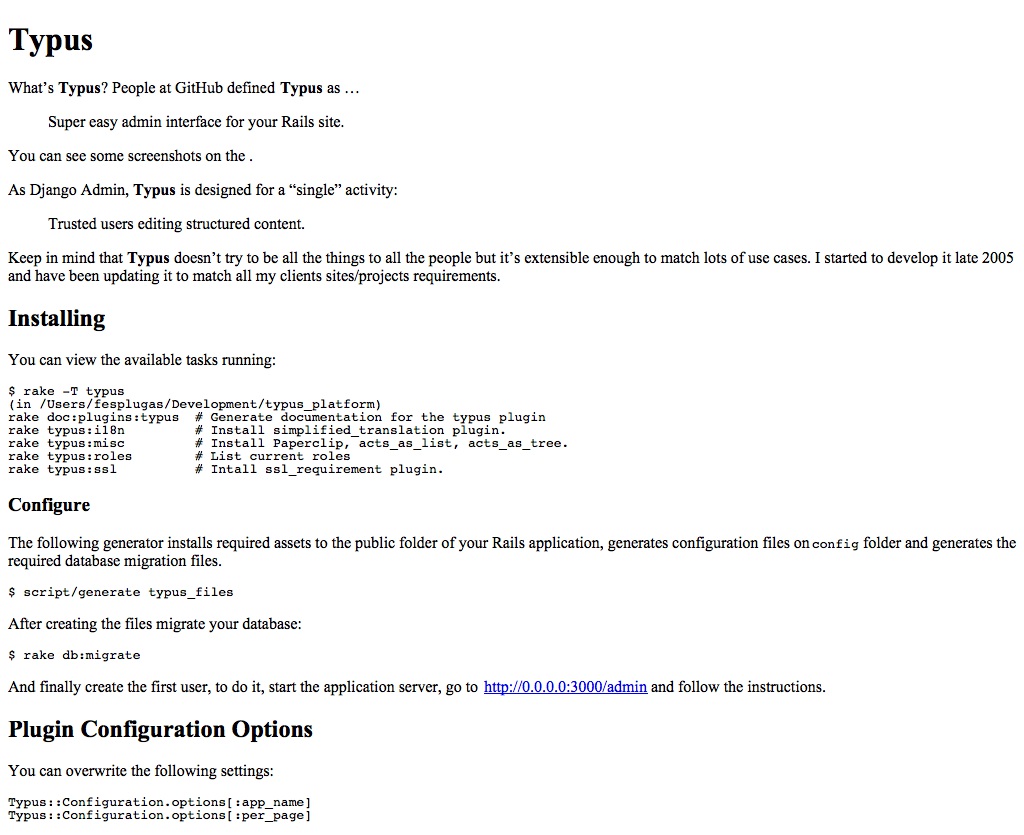 Typus
What’s Typus? People at GitHub defined Typus as …
Super easy admin interface for your Rails site.
You can see some screenshots on the .
As Django Admin, Typus is designed for a “single” activity:
Trusted users editing structured content.
Keep in mind that Typus doesn’t try to be all the things to all the people but it’s extensible enough to match lots of use cases. I started to develop it late 2005
and have been updating it to match all my clients sites/projects requirements.
Installing
You can view the available tasks running:
$ rake -T typus
(in /Users/fesplugas/Development/typus_platform)
rake doc:plugins:typus  # Generate documentation for the typus plugin
rake typus:i18n         # Install simplified_translation plugin.
rake typus:misc         # Install Paperclip, acts_as_list, acts_as_tree.
rake typus:roles        # List current roles
rake typus:ssl          # Intall ssl_requirement plugin.
Configure
The following generator installs required assets to the public folder of your Rails application, generates configuration files on config folder and generates the
required database migration files.
$ script/generate typus_files
After creating the files migrate your database:
$ rake db:migrate
And finally create the first user, to do it, start the application server, go to http://0.0.0.0:3000/admin and follow the instructions.
Plugin Configuration Options
You can overwrite the following settings:
Typus::Configuration.options[:app_name]
Typus::Configuration.options[:per_page]